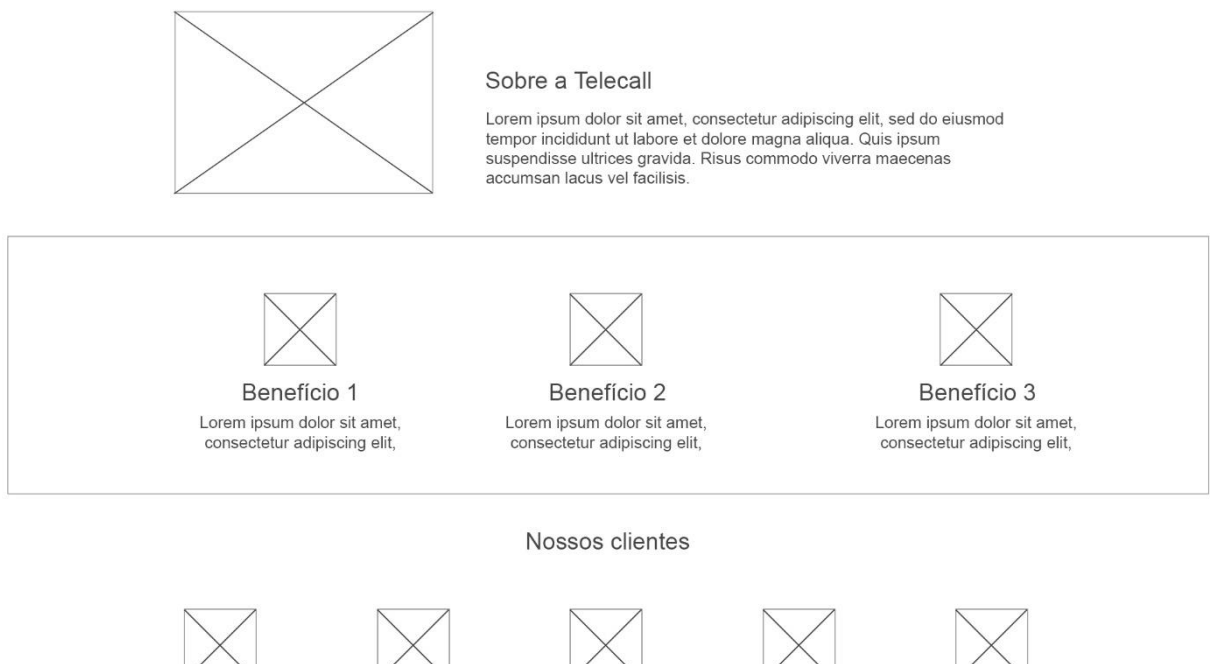 Sobre a Telecall
Lorem ipsum dolor sit amet, consectetur adipiscing elit, sed do eiusmod
tempor incididunt ut labore et dolore magna aliqua. Quis ipsum
suspendisse ultrices gravida. Risus commodo viverra maecenas
accumsan lacus vel facilisis.
Benefício 1
Lorem ipsum dolor sit amet,
consectetur adipiscing elit,
Benefício 2
Lorem ipsum dolor sit amet,
consectetur adipiscing elit,
Benefício 3
Lorem ipsum dolor sit amet,
consectetur adipiscing elit,
Nossos clientes